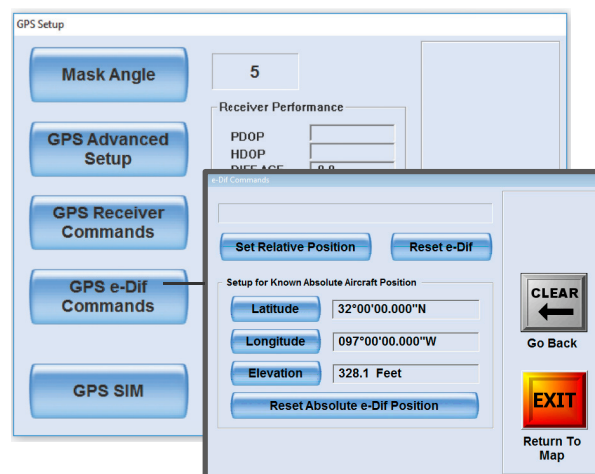 GPS Setup
Mask Angle
5
Receiver Performance
GPS Advanced
Setup
PDOP
HDOP
DIFF AGE
GPS Receiver
Commands
GPS e-Dif
Commands
GPS SIM
e-Dif Commands
Set Relative Position
Reset e-Dif
Setup for Known Absolute Aircraft Position
Latitude
32°00'00.000"N
Longitude
097°00'00.000"W
Elevation
328.1 Feet
Reset Absolute e-Dif Position
CLEAR
Go Back
EXIT
Return To
Map